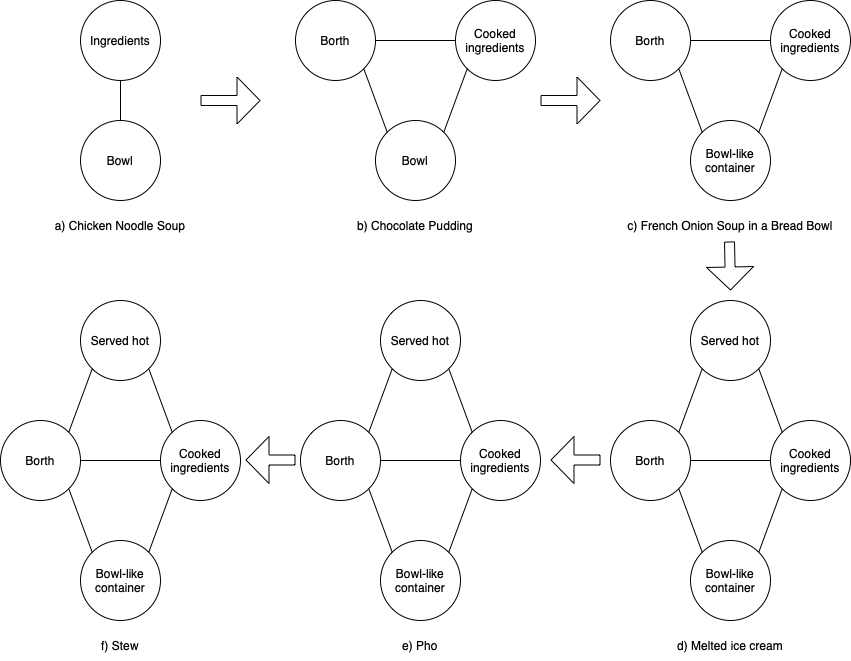 Ingredients
Bowl
a) Chicken Noodle Soup
Borth
Cooked
ingredients
Bowl
b) Chocolate Pudding
Borth
Cooked
ingredients
Bowl-like
container
c) French Onion Soup in a Bread Bowl
Served hot
Borth
Cooked
ingredients
Bowl-like
container
d) Melted ice cream
Served hot
Borth
Cooked
ingredients
Bowl-like
container
e) Pho
Served hot
Borth
Cooked
ingredients
Bowl-like
container
f) Stew